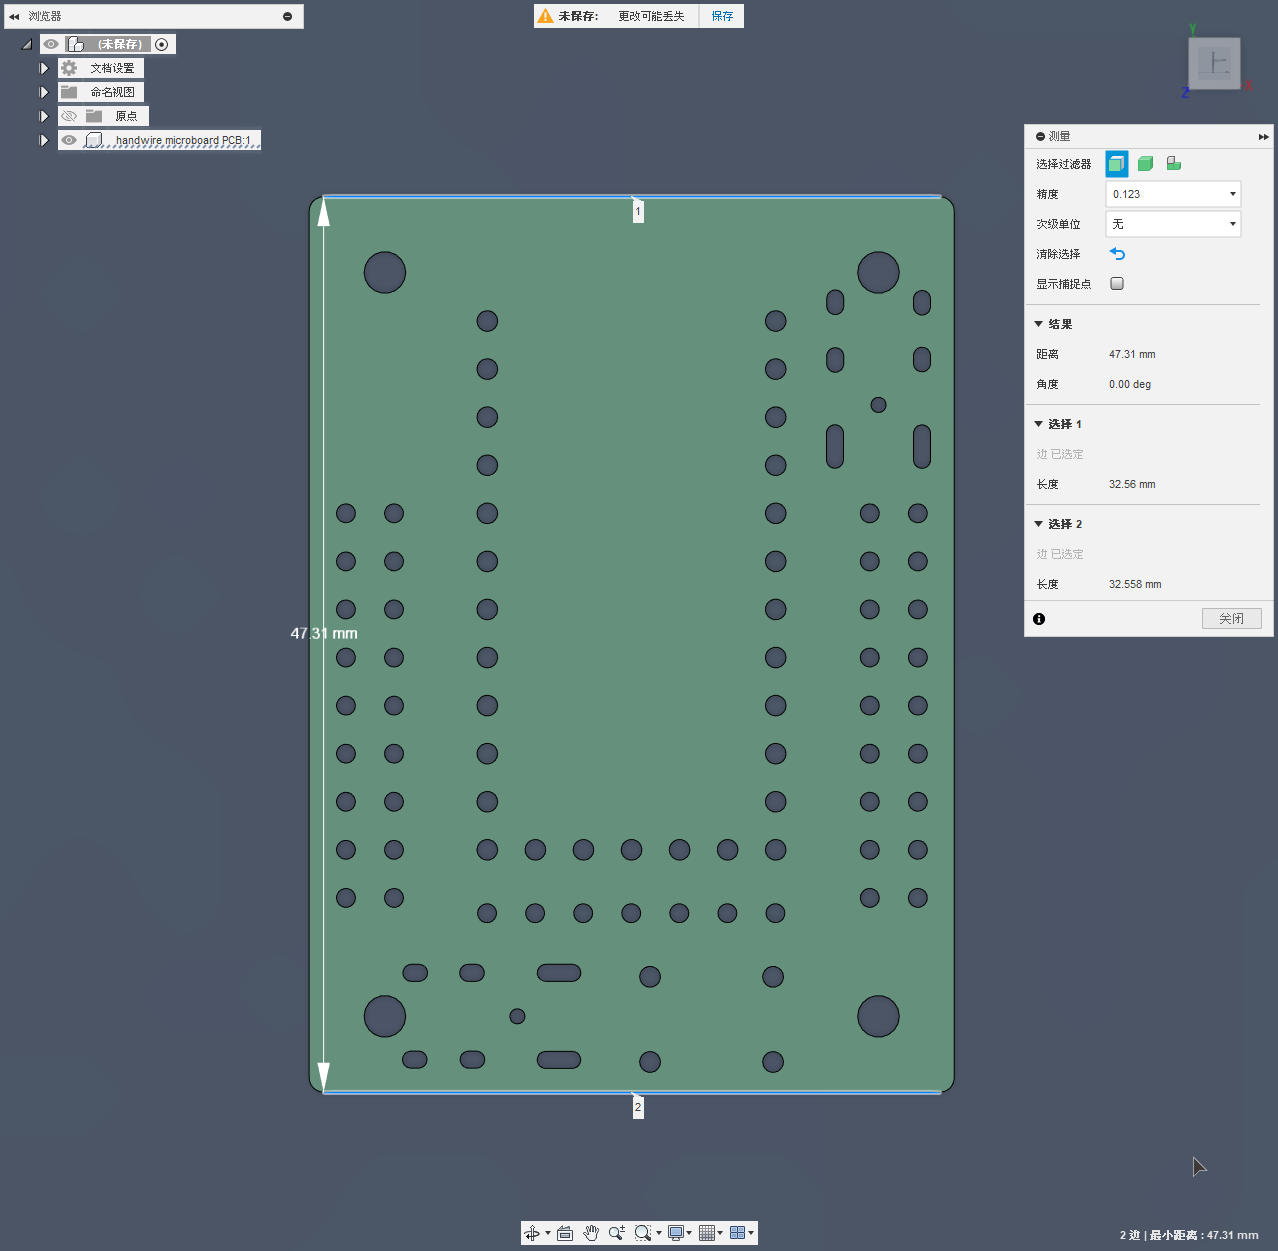 浏览器
(未保存)
文档设置
命名视图
原点
handwire microboard PCB:1
未保存: 更改可能丢失 保存
Y
Z X
上
测量
选择过滤器
精度 0.123
次级单位 无
清除选择
显示捕捉点
结果
距离 47.31 mm
角度 0.00 deg
选择 1
边 已选定
长度 32.56 mm
选择 2
边 已选定
长度 32.558 mm
关闭
1
47.31 mm
2
2 边 | 最小距离 : 47.31 mm